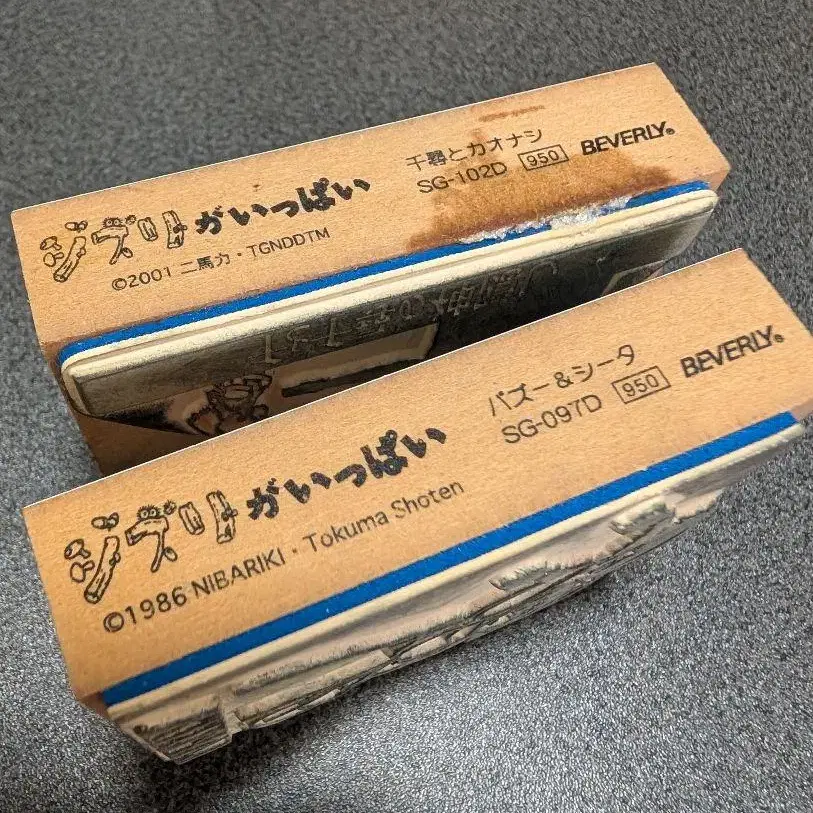 ジブリがいっぱい
©2001 二馬力・TGNDDTM
千尋とカオナシ
SG-102D 950 BEVERLY®
ジブリがいっぱい
©1986 NIBARIKI・Tokuma Shoten
パズー&シータ
SG-097D 950 BEVERLY®